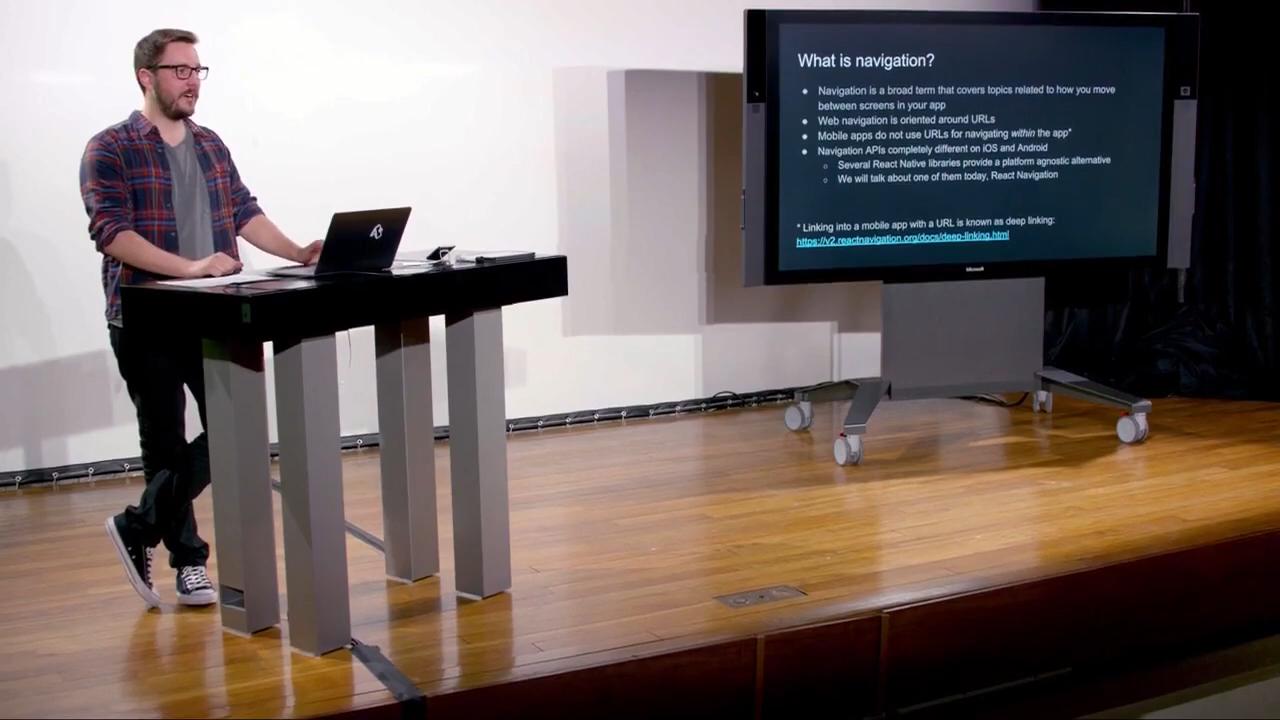 What is navigation?
● Navigation is a broad term that covers topics related to how you move
between screens in your app
● Web navigation is oriented around URLs
● Mobile apps do not use URLs for navigating within the app*
● Navigation APIs completely different on iOS and Android
○ Several React Native libraries provide a platform agnostic alternative
○ We will talk about one of them today, React Navigation
* Linking into a mobile app with a URL is known as deep linking:
https://v2.reactnavigation.org/docs/deep-linking.html
Microsoft